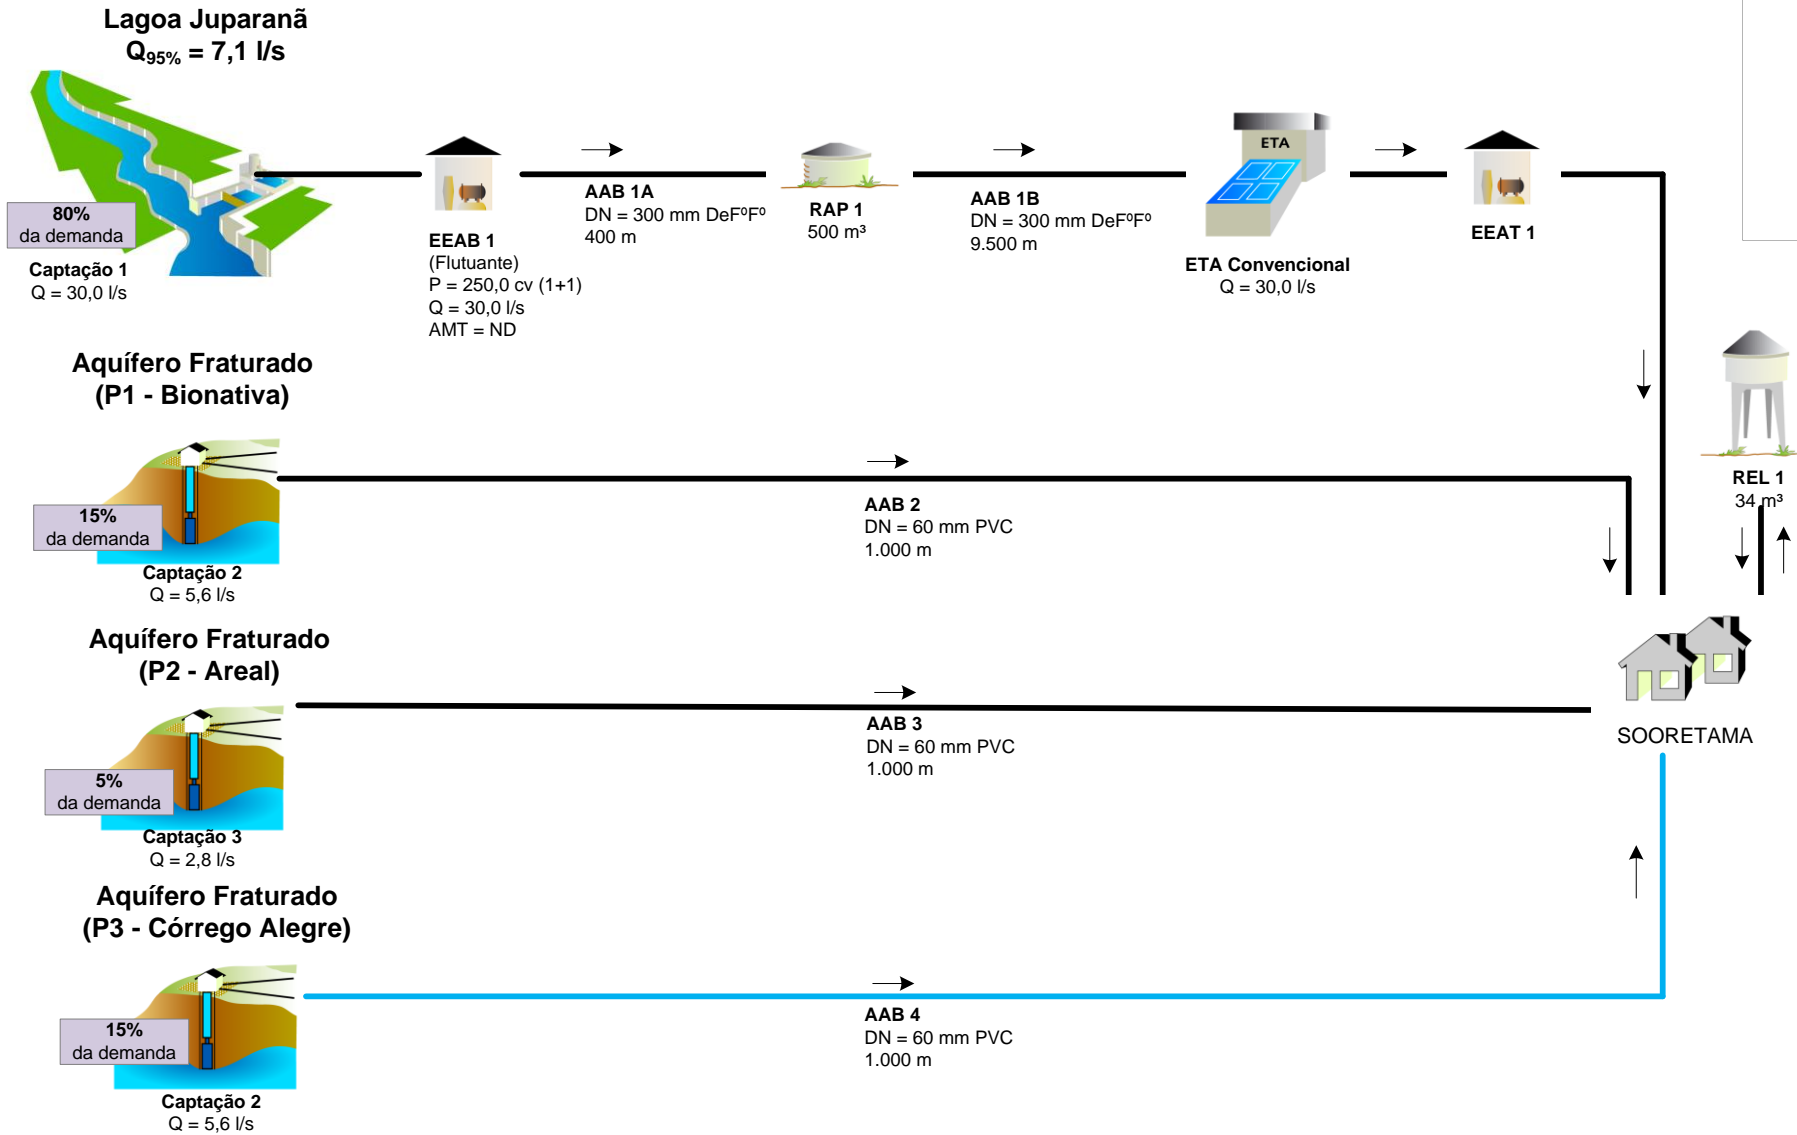 Lagoa Juparanã
Q95% = 7,1 l/s
80%
da demanda
Captação 1
Q = 30,0 l/s
EEAB 1
(Flutuante)
P = 250,0 cv (1+1)
Q = 30,0 l/s
AMT = ND
AAB 1A
DN = 300 mm DeFºFº
400 m
RAP 1
500 m³
AAB 1B
DN = 300 mm DeFºFº
9.500 m
ETA
ETA Convencional
Q = 30,0 l/s
EEAT 1
REL 1
34 m³
Aquífero Fraturado
(P1 - Bionativa)
15%
da demanda
Captação 2
Q = 5,6 l/s
AAB 2
DN = 60 mm PVC
1.000 m
Aquífero Fraturado
(P2 - Areal)
5%
da demanda
Captação 3
Q = 2,8 l/s
AAB 3
DN = 60 mm PVC
1.000 m
SOORETAMA
Aquífero Fraturado
(P3 - Córrego Alegre)
15%
da demanda
Captação 2
Q = 5,6 l/s
AAB 4
DN = 60 mm PVC
1.000 m